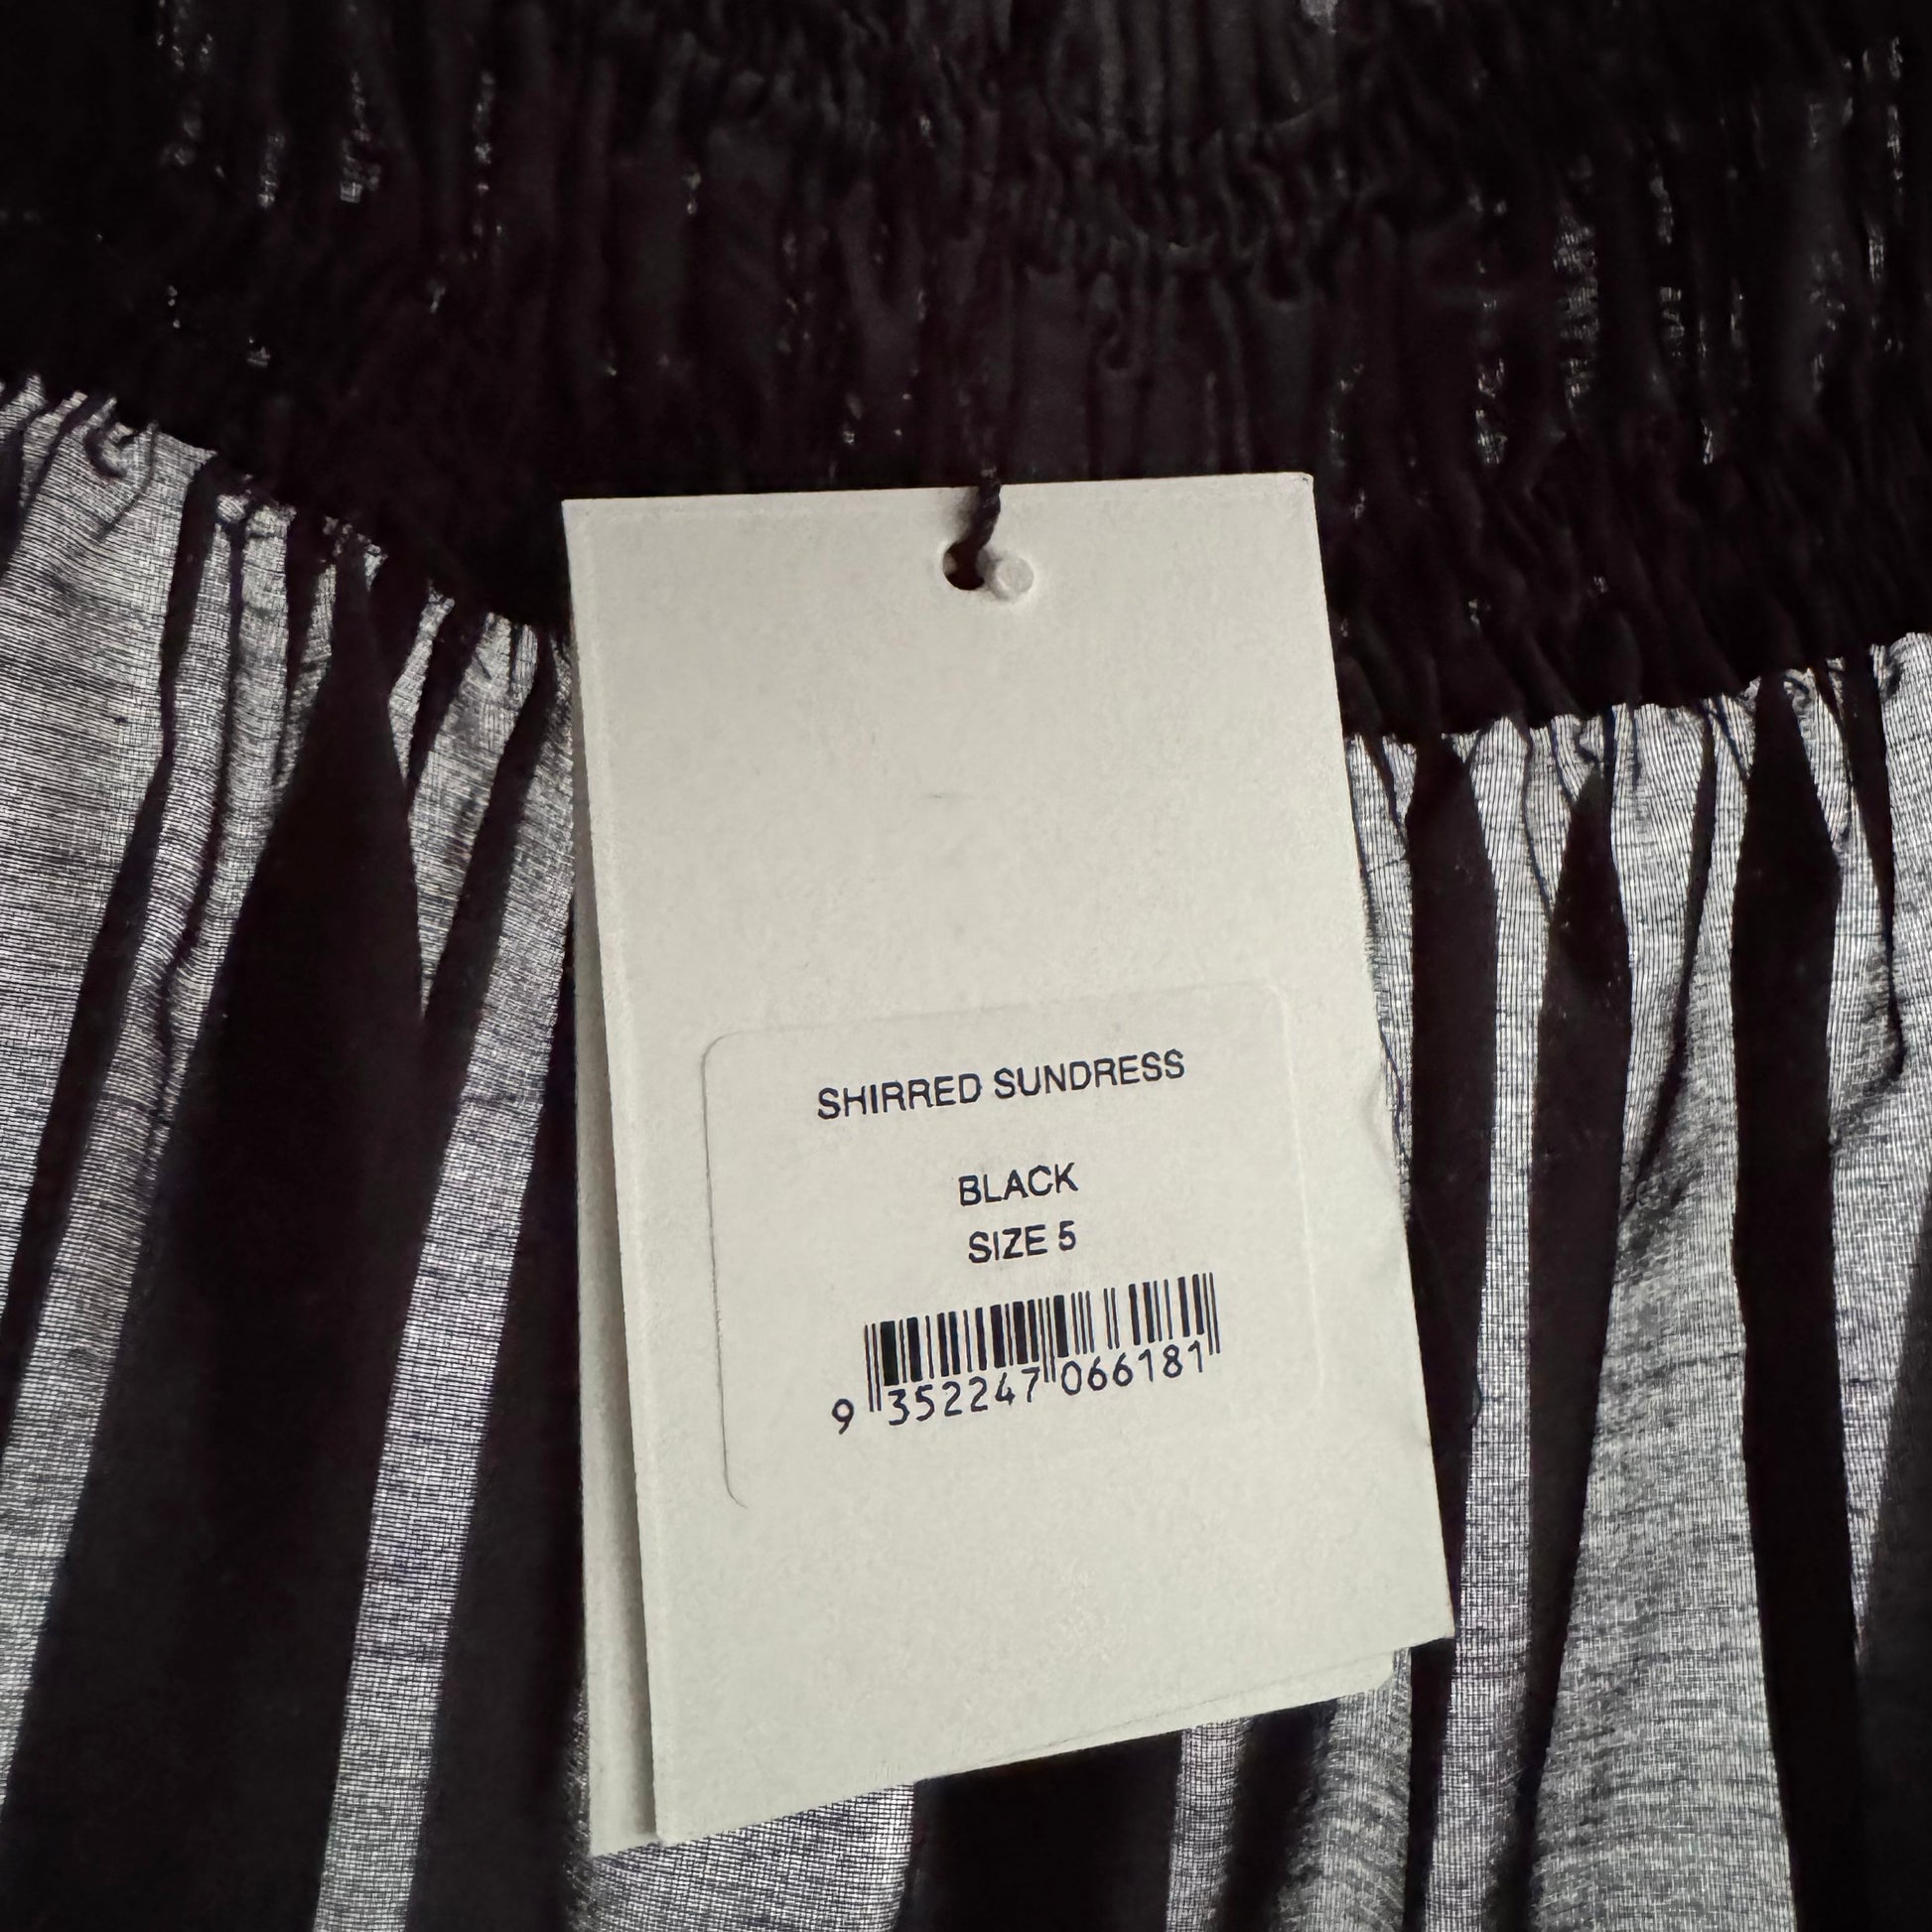 SHIRRED SUNDRESS
BLACK
SIZE 5
9 352247 066181